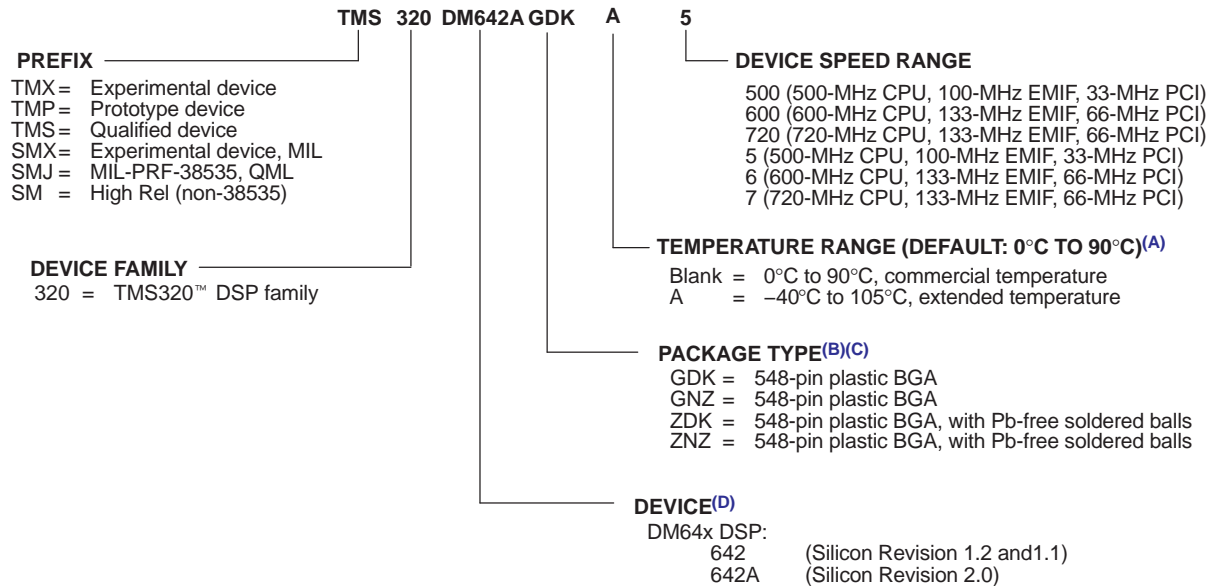 TMS 320 DM642A GDK A 5
PREFIX
TMX = Experimental device
TMP = Prototype device
TMS = Qualified device
SMX = Experimental device, MIL
SMJ = MIL-PRF-38535, QML
SM = High Rel (non-38535)
DEVICE SPEED RANGE
500 (500-MHz CPU, 100-MHz EMIF, 33-MHz PCI)
600 (600-MHz CPU, 133-MHz EMIF, 66-MHz PCI)
720 (720-MHz CPU, 133-MHz EMIF, 66-MHz PCI)
5 (500-MHz CPU, 100-MHz EMIF, 33-MHz PCI)
6 (600-MHz CPU, 133-MHz EMIF, 66-MHz PCI)
7 (720-MHz CPU, 133-MHz EMIF, 66-MHz PCI)
DEVICE FAMILY
320 = TMS320™ DSP family
TEMPERATURE RANGE (DEFAULT: 0°C TO 90°C)(A)
Blank = 0°C to 90°C, commercial temperature
A = −40°C to 105°C, extended temperature
PACKAGE TYPE(B)(C)
GDK = 548-pin plastic BGA
GNZ = 548-pin plastic BGA
ZDK = 548-pin plastic BGA, with Pb-free soldered balls
ZNZ = 548-pin plastic BGA, with Pb-free soldered balls
DEVICE(D)
DM64x DSP:
642 (Silicon Revision 1.2 and1.1)
642A (Silicon Revision 2.0)